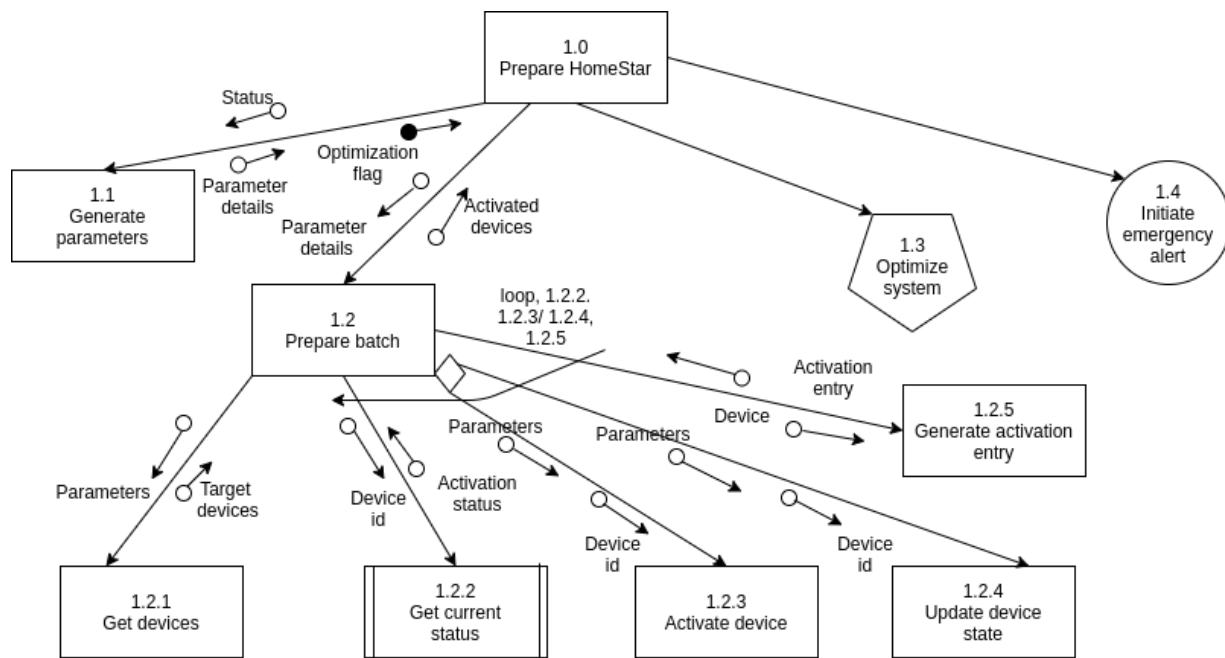 1.0
Prepare HomeStar
Status
Optimization
flag
Parameter
details
1.1
Generate
parameters
Parameter
details
Activated
devices
1.3
Optimize
system
1.4
Initiate
emergency
alert
1.2
Prepare batch
loop, 1.2.2.
1.2.3/ 1.2.4,
1.2.5
Activation
entry
Device
1.2.5
Generate activation
entry
Parameters
Target
devices
Device
id
Activation
status
Parameters
Device
id
Parameters
Device
id
1.2.1
Get devices
1.2.2
Get current
status
1.2.3
Activate device
1.2.4
Update device
state